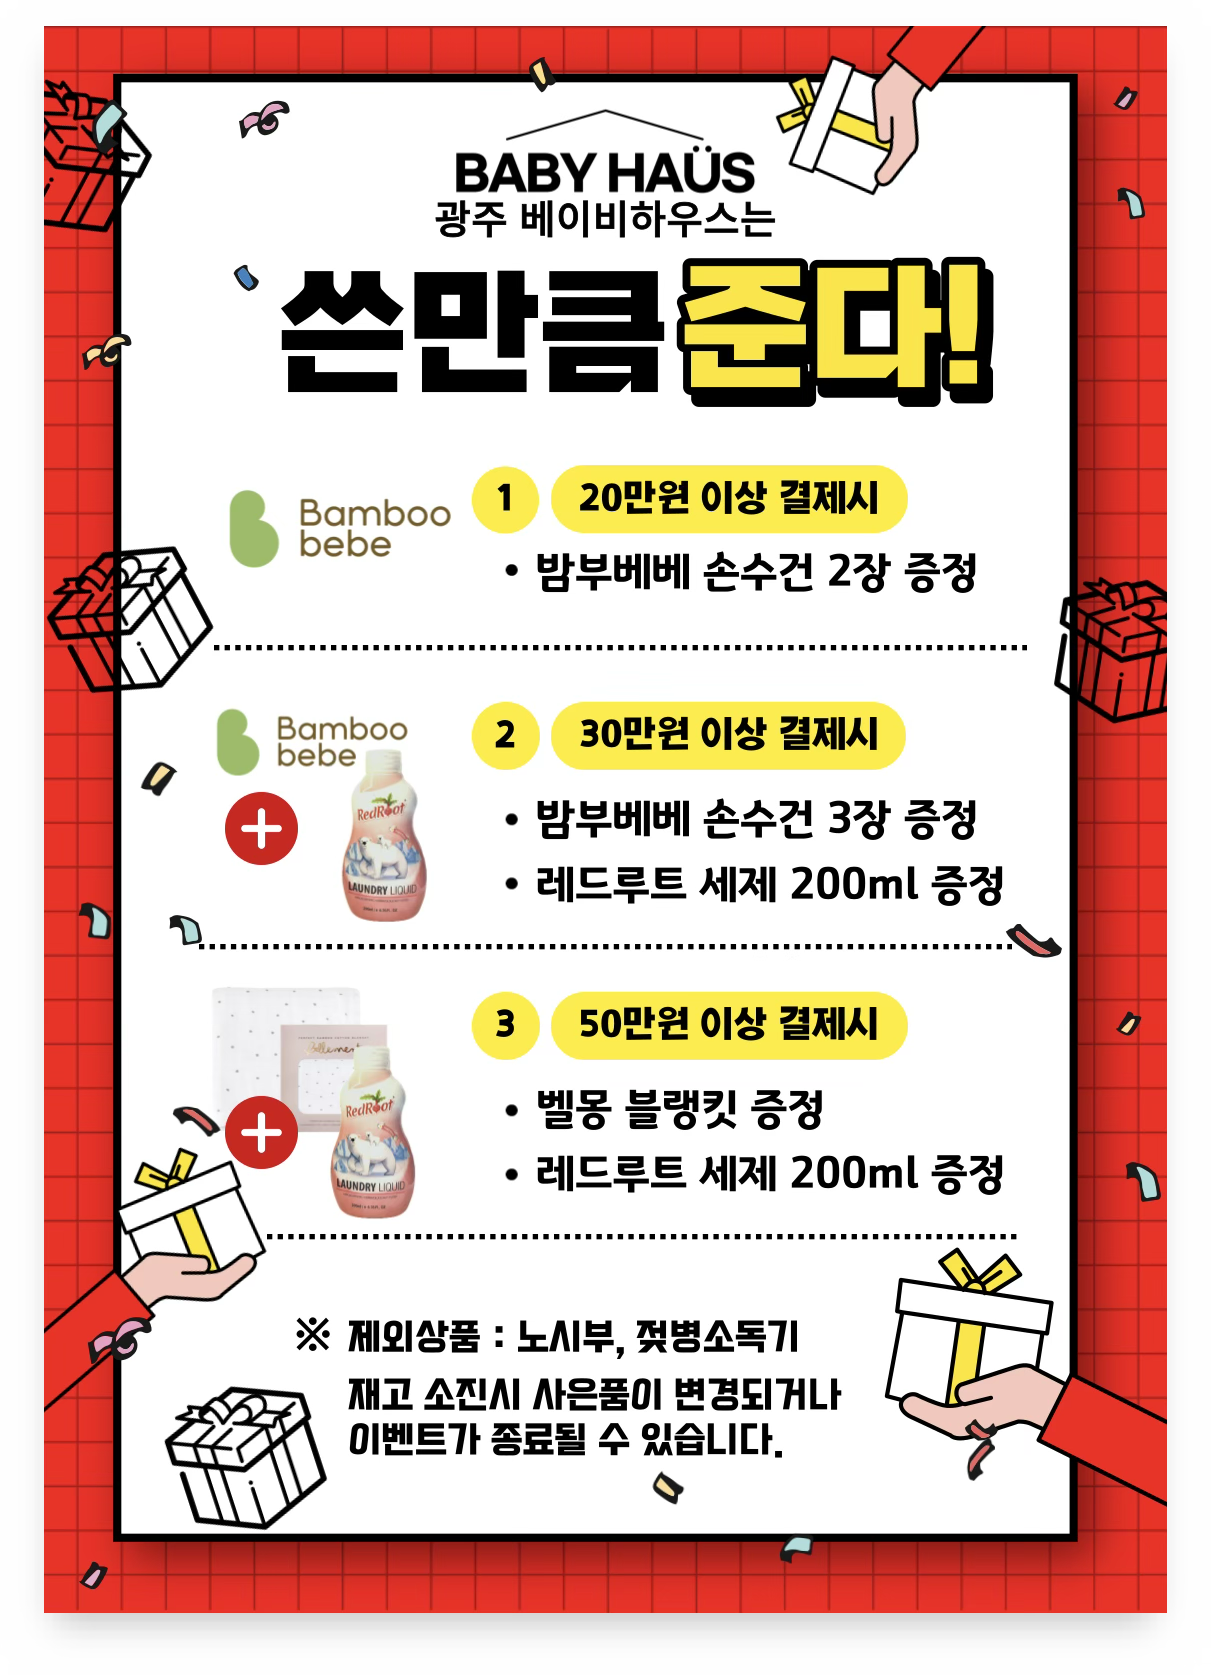 BABY HAÜS
광주 베이비하우스는
쓴만큼 준다!
Bamboo
bebe
1 20만원 이상 결제시
• 밤부베베 손수건 2장 증정
Bamboo
bebe
RedRoot
LAUNDRY LIQUID
2 30만원 이상 결제시
• 밤부베베 손수건 3장 증정
• 레드루트 세제 200ml 증정
RedRoot
LAUNDRY LIQUID
3 50만원 이상 결제시
• 벨몽 블랭킷 증정
• 레드루트 세제 200ml 증정
※ 제외상품 : 노시부, 젖병소독기
재고 소진시 사은품이 변경되거나
이벤트가 종료될 수 있습니다.